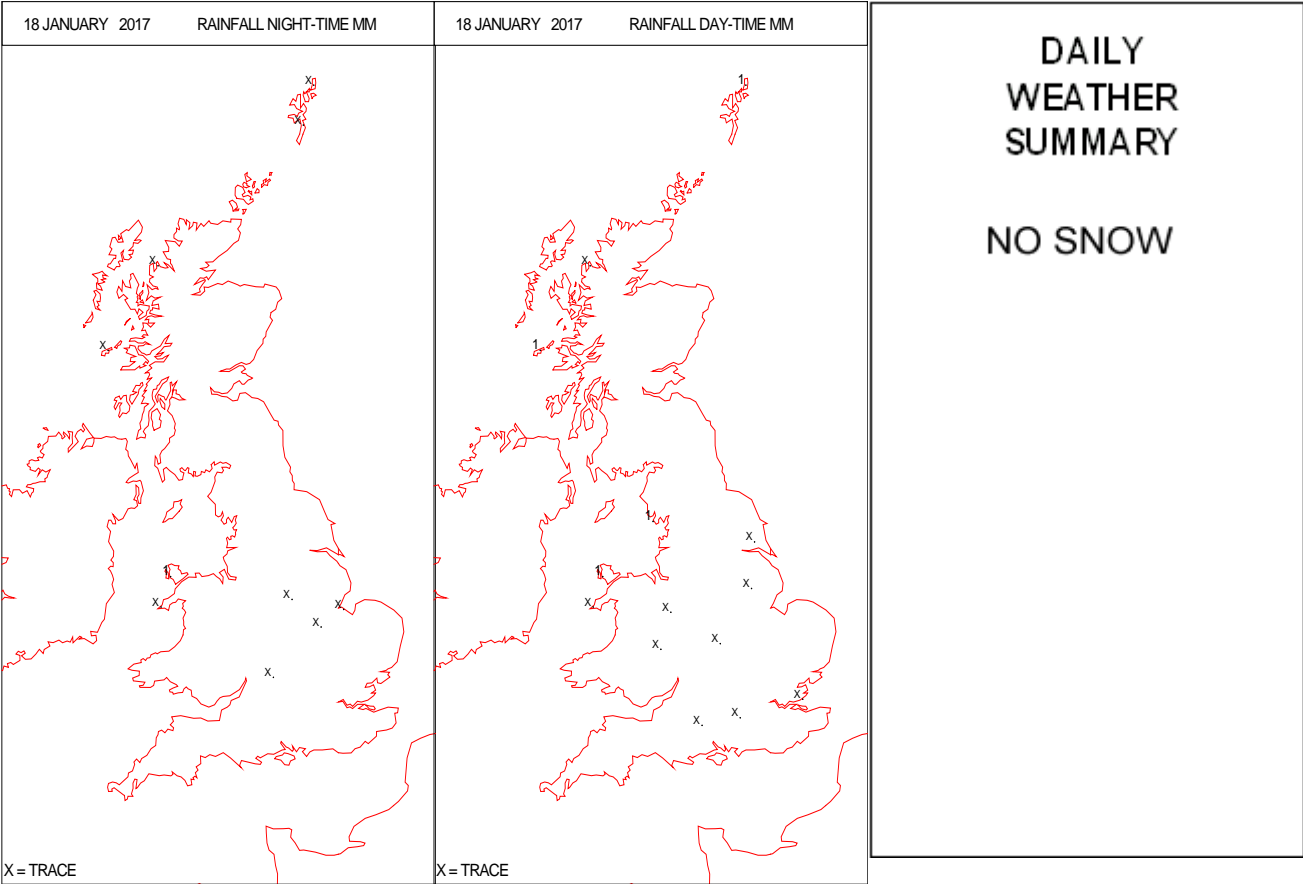 18 JANUARY 2017 RAINFALL NIGHT-TIME MM
X
X
X
X
1
X
X
X
X
X
X = TRACE
18 JANUARY 2017 RAINFALL DAY-TIME MM
1
X
1
1
X
1
X
X
X
X
X
X
X
X
X = TRACE
DAILY
WEATHER
SUMMARY
NO SNOW